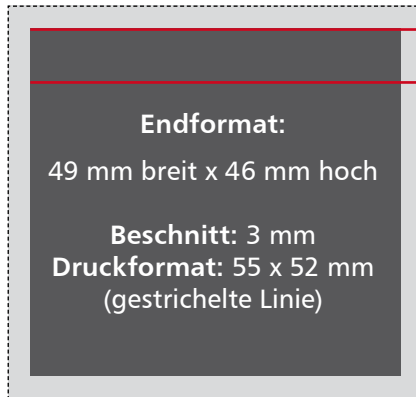 Endformat:
49 mm breit x 46 mm hoch
Beschnitt: 3 mm
Druckformat: 55 x 52 mm
(gestrichelte Linie)